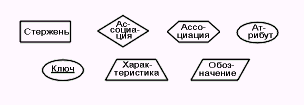 Стержень
Ас-
социа-
ция
Ассо-
циация
Ат-
рибут
Ключ
Харак-
теристика
Обоз-
начение